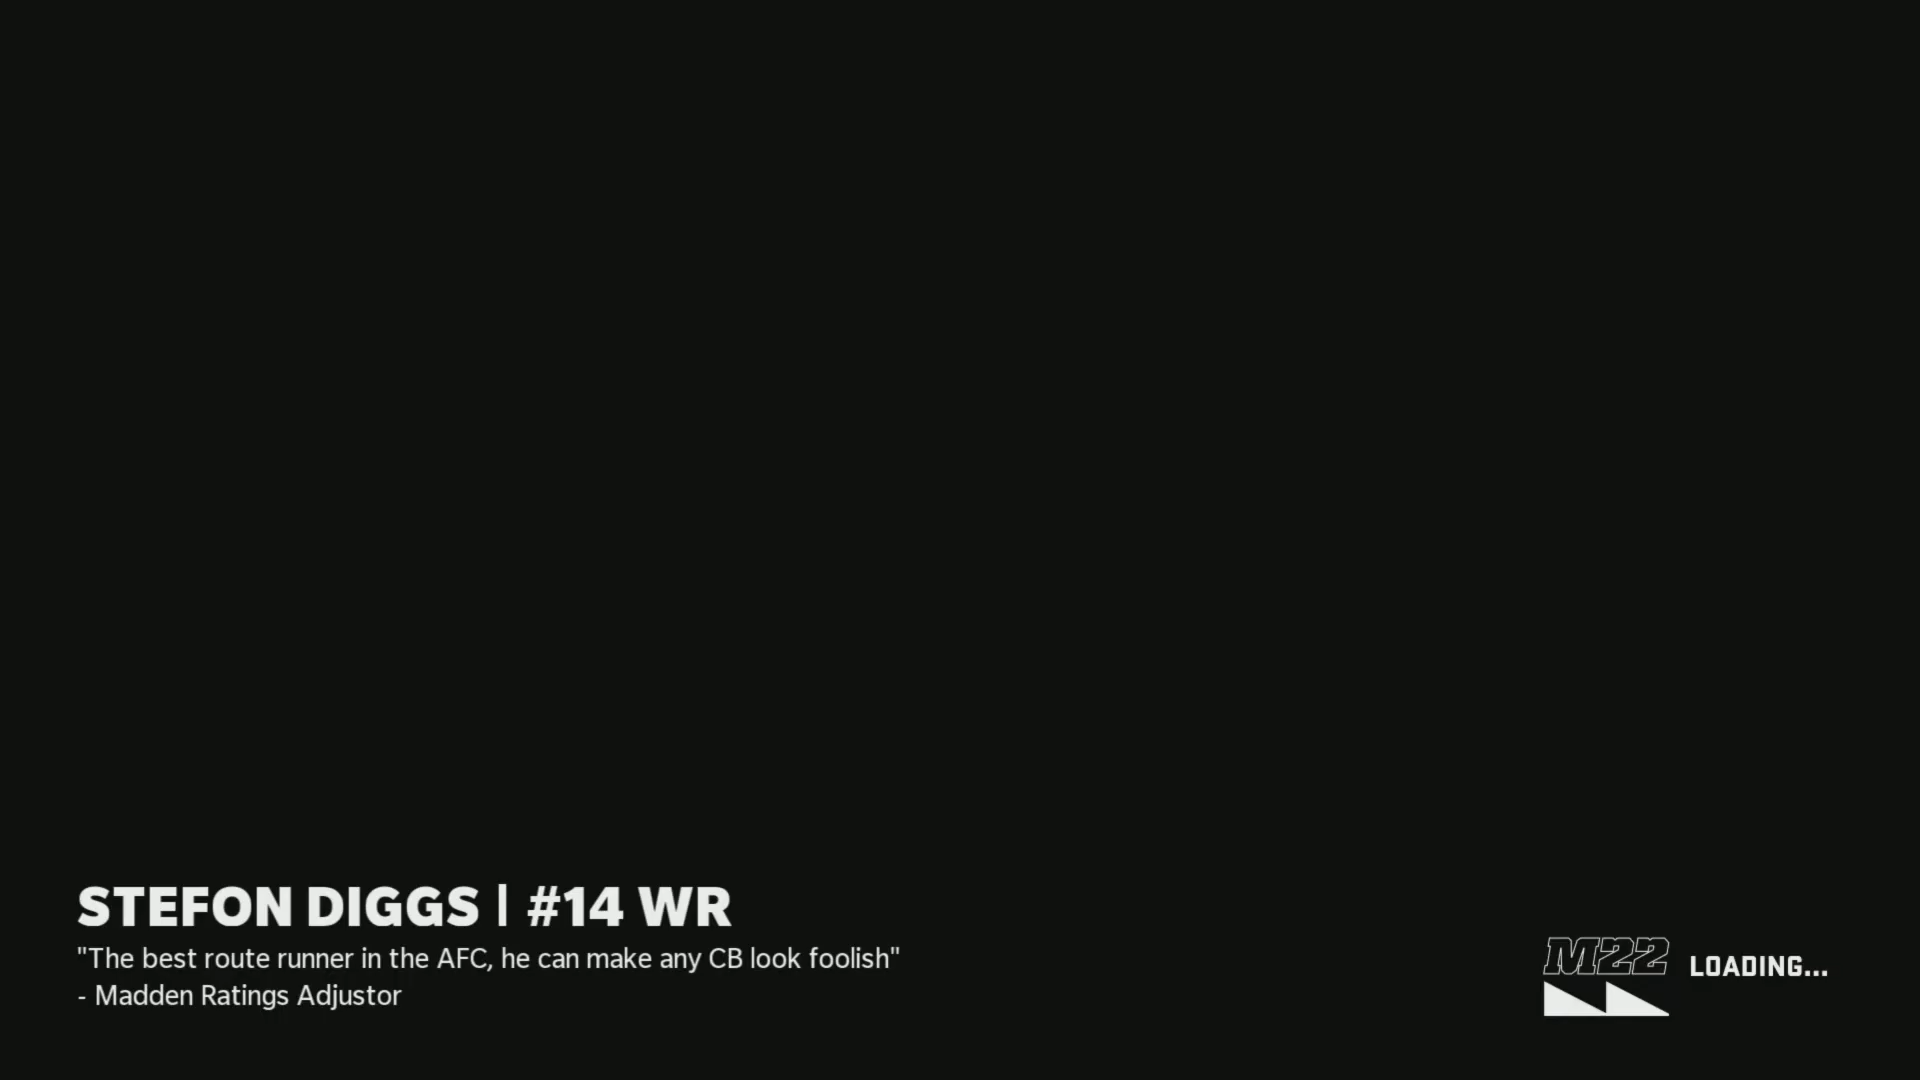 STEFON DIGGS | #14 WR
"The best route runner in the AFC, he can make any CB look foolish"
- Madden Ratings Adjustor
M22
LOADING...